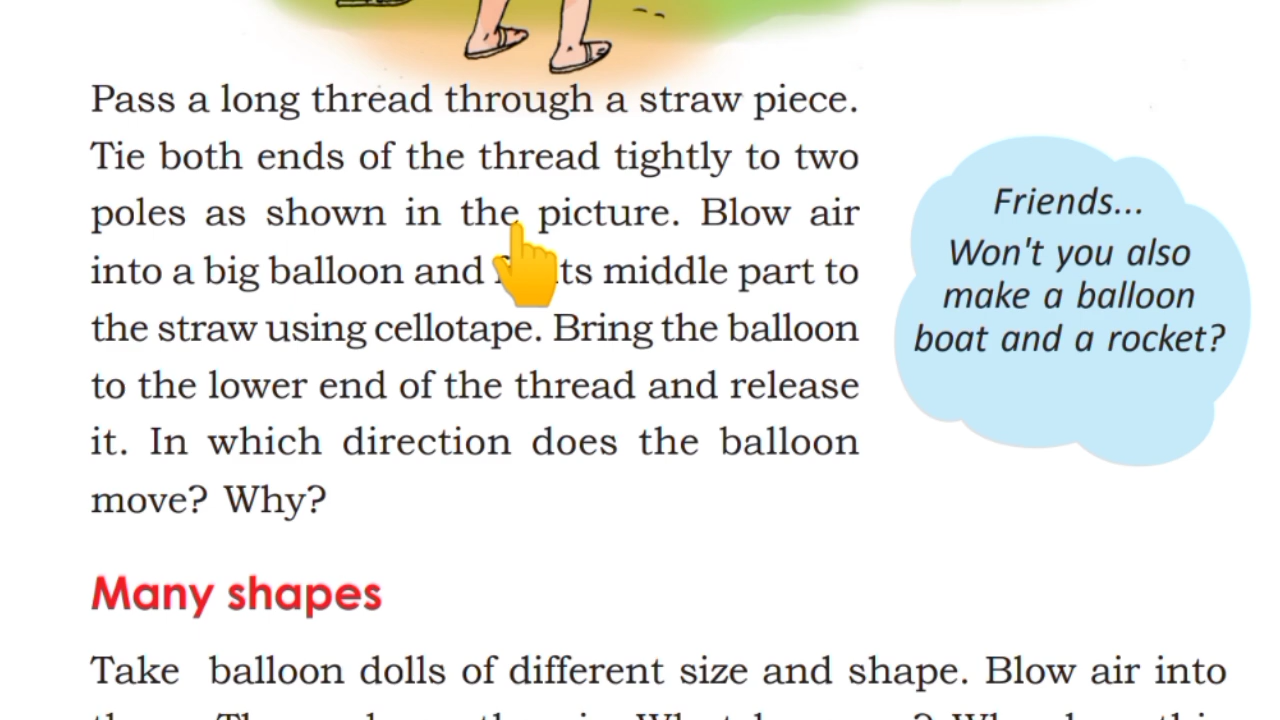 Pass a long thread through a straw piece.
Tie both ends of the thread tightly to two
poles as shown in the picture. Blow air
into a big balloon and its middle part to
the straw using cellotape. Bring the balloon
to the lower end of the thread and release
it. In which direction does the balloon
move? Why?
Friends...
Won't you also
make a balloon
boat and a rocket?
Many shapes
Take balloon dolls of different size and shape. Blow air into